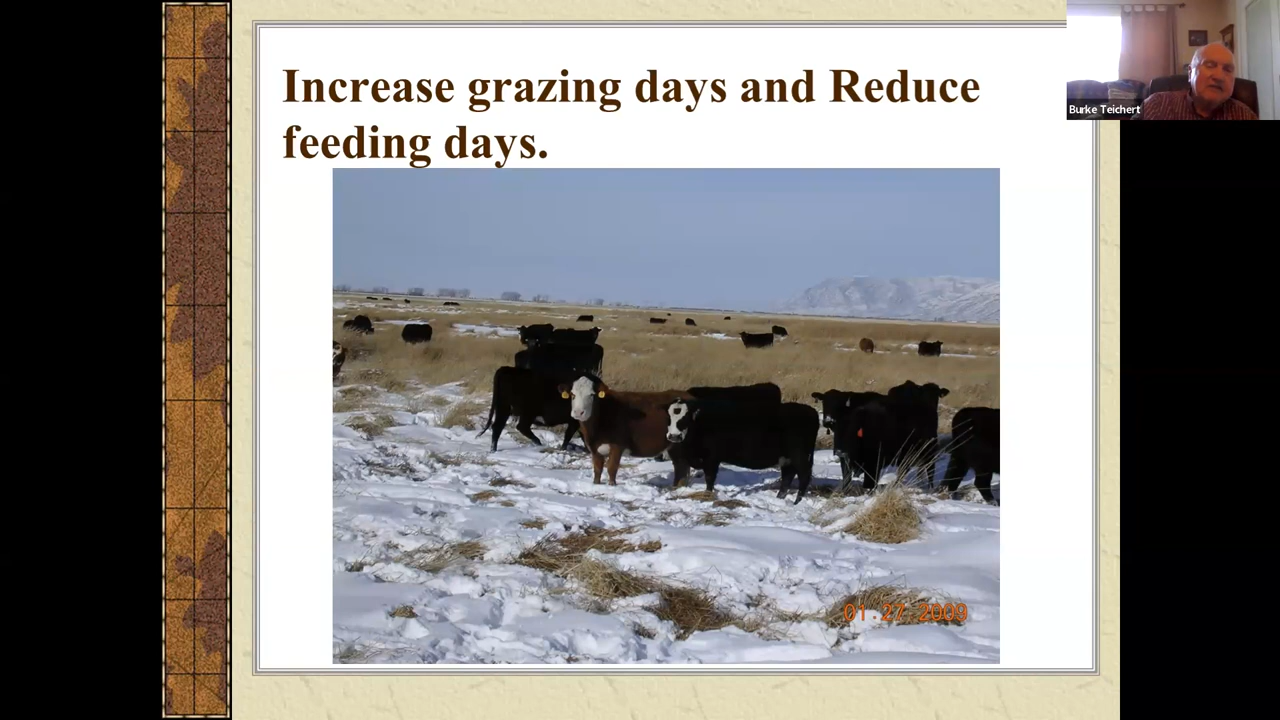 Increase grazing days and Reduce
feeding days.
Burke Teichert
01.27.2009